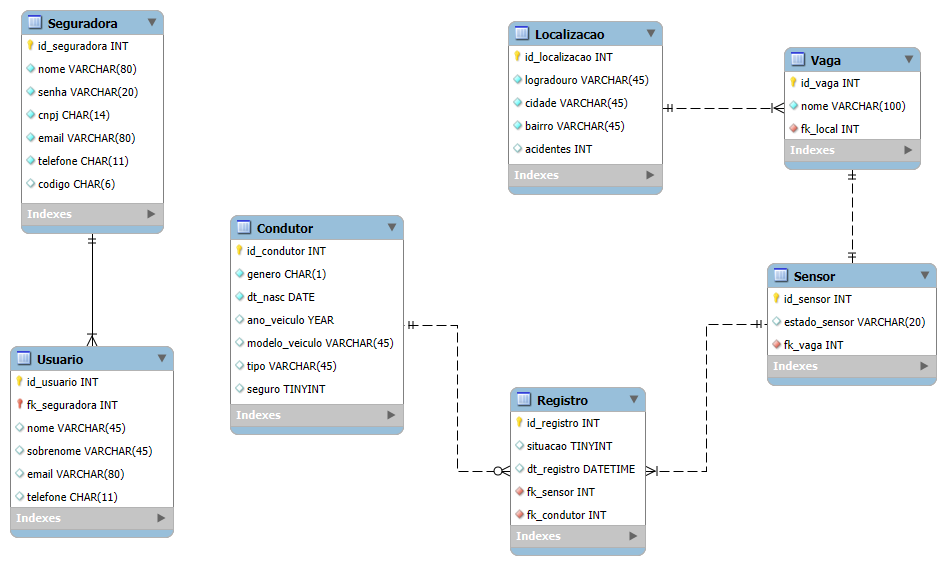 Seguradora
id_seguradora INT
nome VARCHAR(80)
senha VARCHAR(20)
cnpj CHAR(14)
email VARCHAR(80)
telefone CHAR(11)
codigo CHAR(6)
Indexes
Usuario
id_usuario INT
fk_seguradora INT
nome VARCHAR(45)
sobrenome VARCHAR(45)
email VARCHAR(80)
telefone CHAR(11)
Indexes
Condutor
id_condutor INT
genero CHAR(1)
dt_nasc DATE
ano_veiculo YEAR
modelo_veiculo VARCHAR(45)
tipo VARCHAR(45)
seguro TINYINT
Indexes
Localizacao
id_localizacao INT
logradouro VARCHAR(45)
cidade VARCHAR(45)
bairro VARCHAR(45)
acidentes INT
Indexes
Vaga
id_vaga INT
nome VARCHAR(100)
fk_local INT
Indexes
Sensor
id_sensor INT
estado_sensor VARCHAR(20)
fk_vaga INT
Indexes
Registro
id_registro INT
situacao TINYINT
dt_registro DATETIME
fk_sensor INT
fk_condutor INT
Indexes